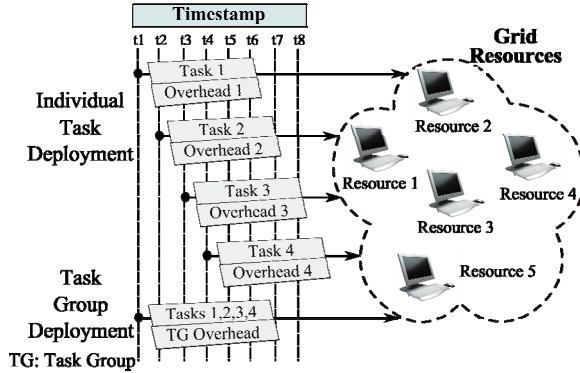 Timestamp
t1 t2 t3 t4 t5 t6 t7 t8
Grid
Resources
Individual
Task
Deployment
Task 1
Overhead 1
Task 2
Overhead 2
Task 3
Overhead 3
Task 4
Overhead 4
Resource 2
Resource 1
Resource 4
Resource 3
Resource 5
Task
Group
Deployment
Tasks 1,2,3,4
TG Overhead
TG: Task Group